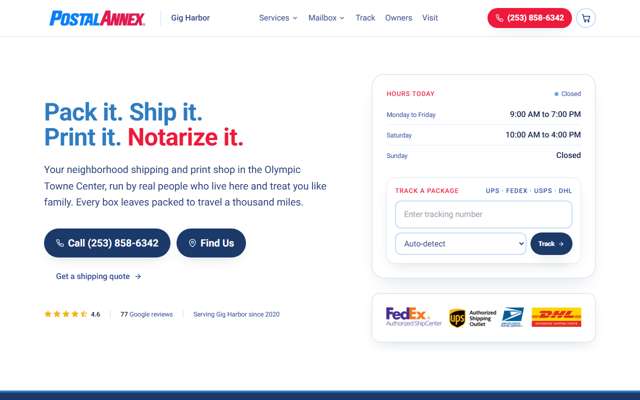 POSTALANNEX
Gig Harbor
Services
Mailbox
Track
Owners
Visit
(253) 858-6342
Pack it. Ship it.
Print it. Notarize it.
Your neighborhood shipping and print shop in the Olympic
Towne Center, run by real people who live here and treat you like
family. Every box leaves packed to travel a thousand miles.
Call (253) 858-6342
Find Us
Get a shipping quote →
4.6
77 Google reviews
Serving Gig Harbor since 2020
HOURS TODAY
Closed
Monday to Friday 9:00 AM to 7:00 PM
Saturday 10:00 AM to 4:00 PM
Sunday Closed
TRACK A PACKAGE
UPS · FEDEX · USPS · DHL
Enter tracking number
Auto-detect
Track →
FedEx
Authorized ShipCenter
ups
Authorized
Shipping
Outlet
DHL